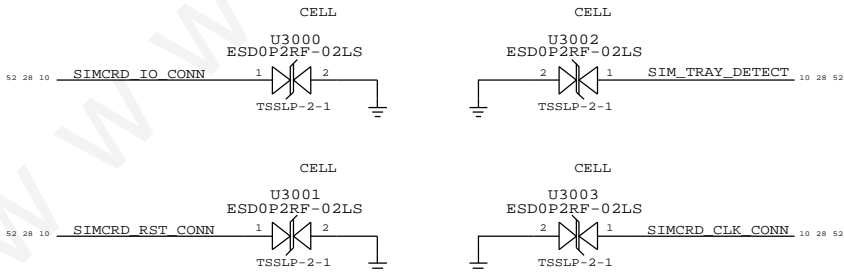 CELL
U3000
ESD0P2RF-02LS
52 28 10 SIMCRD_IO_CONN 1 2
TSSLP-2-1
CELL
U3002
ESD0P2RF-02LS
2 1 SIM_TRAY_DETECT 10 28 52
TSSLP-2-1
CELL
U3001
ESD0P2RF-02LS
52 28 10 SIMCRD_RST_CONN 1 2
TSSLP-2-1
CELL
U3003
ESD0P2RF-02LS
2 1 SIMCRD_CLK_CONN 10 28 52
TSSLP-2-1
w w w